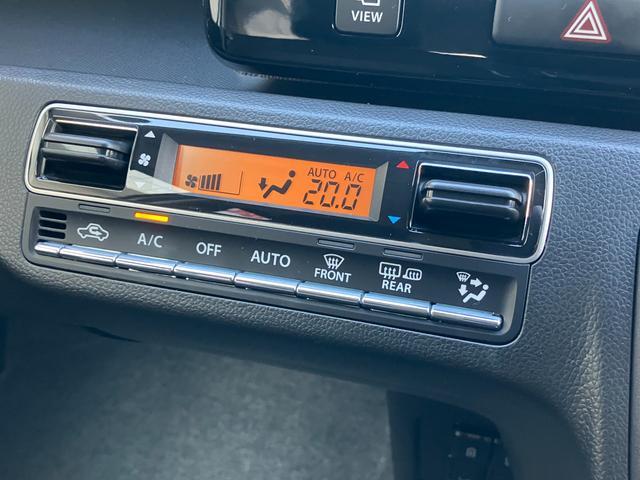 VIEW
AUTO A/C
20.0
A/C OFF AUTO FRONT REAR